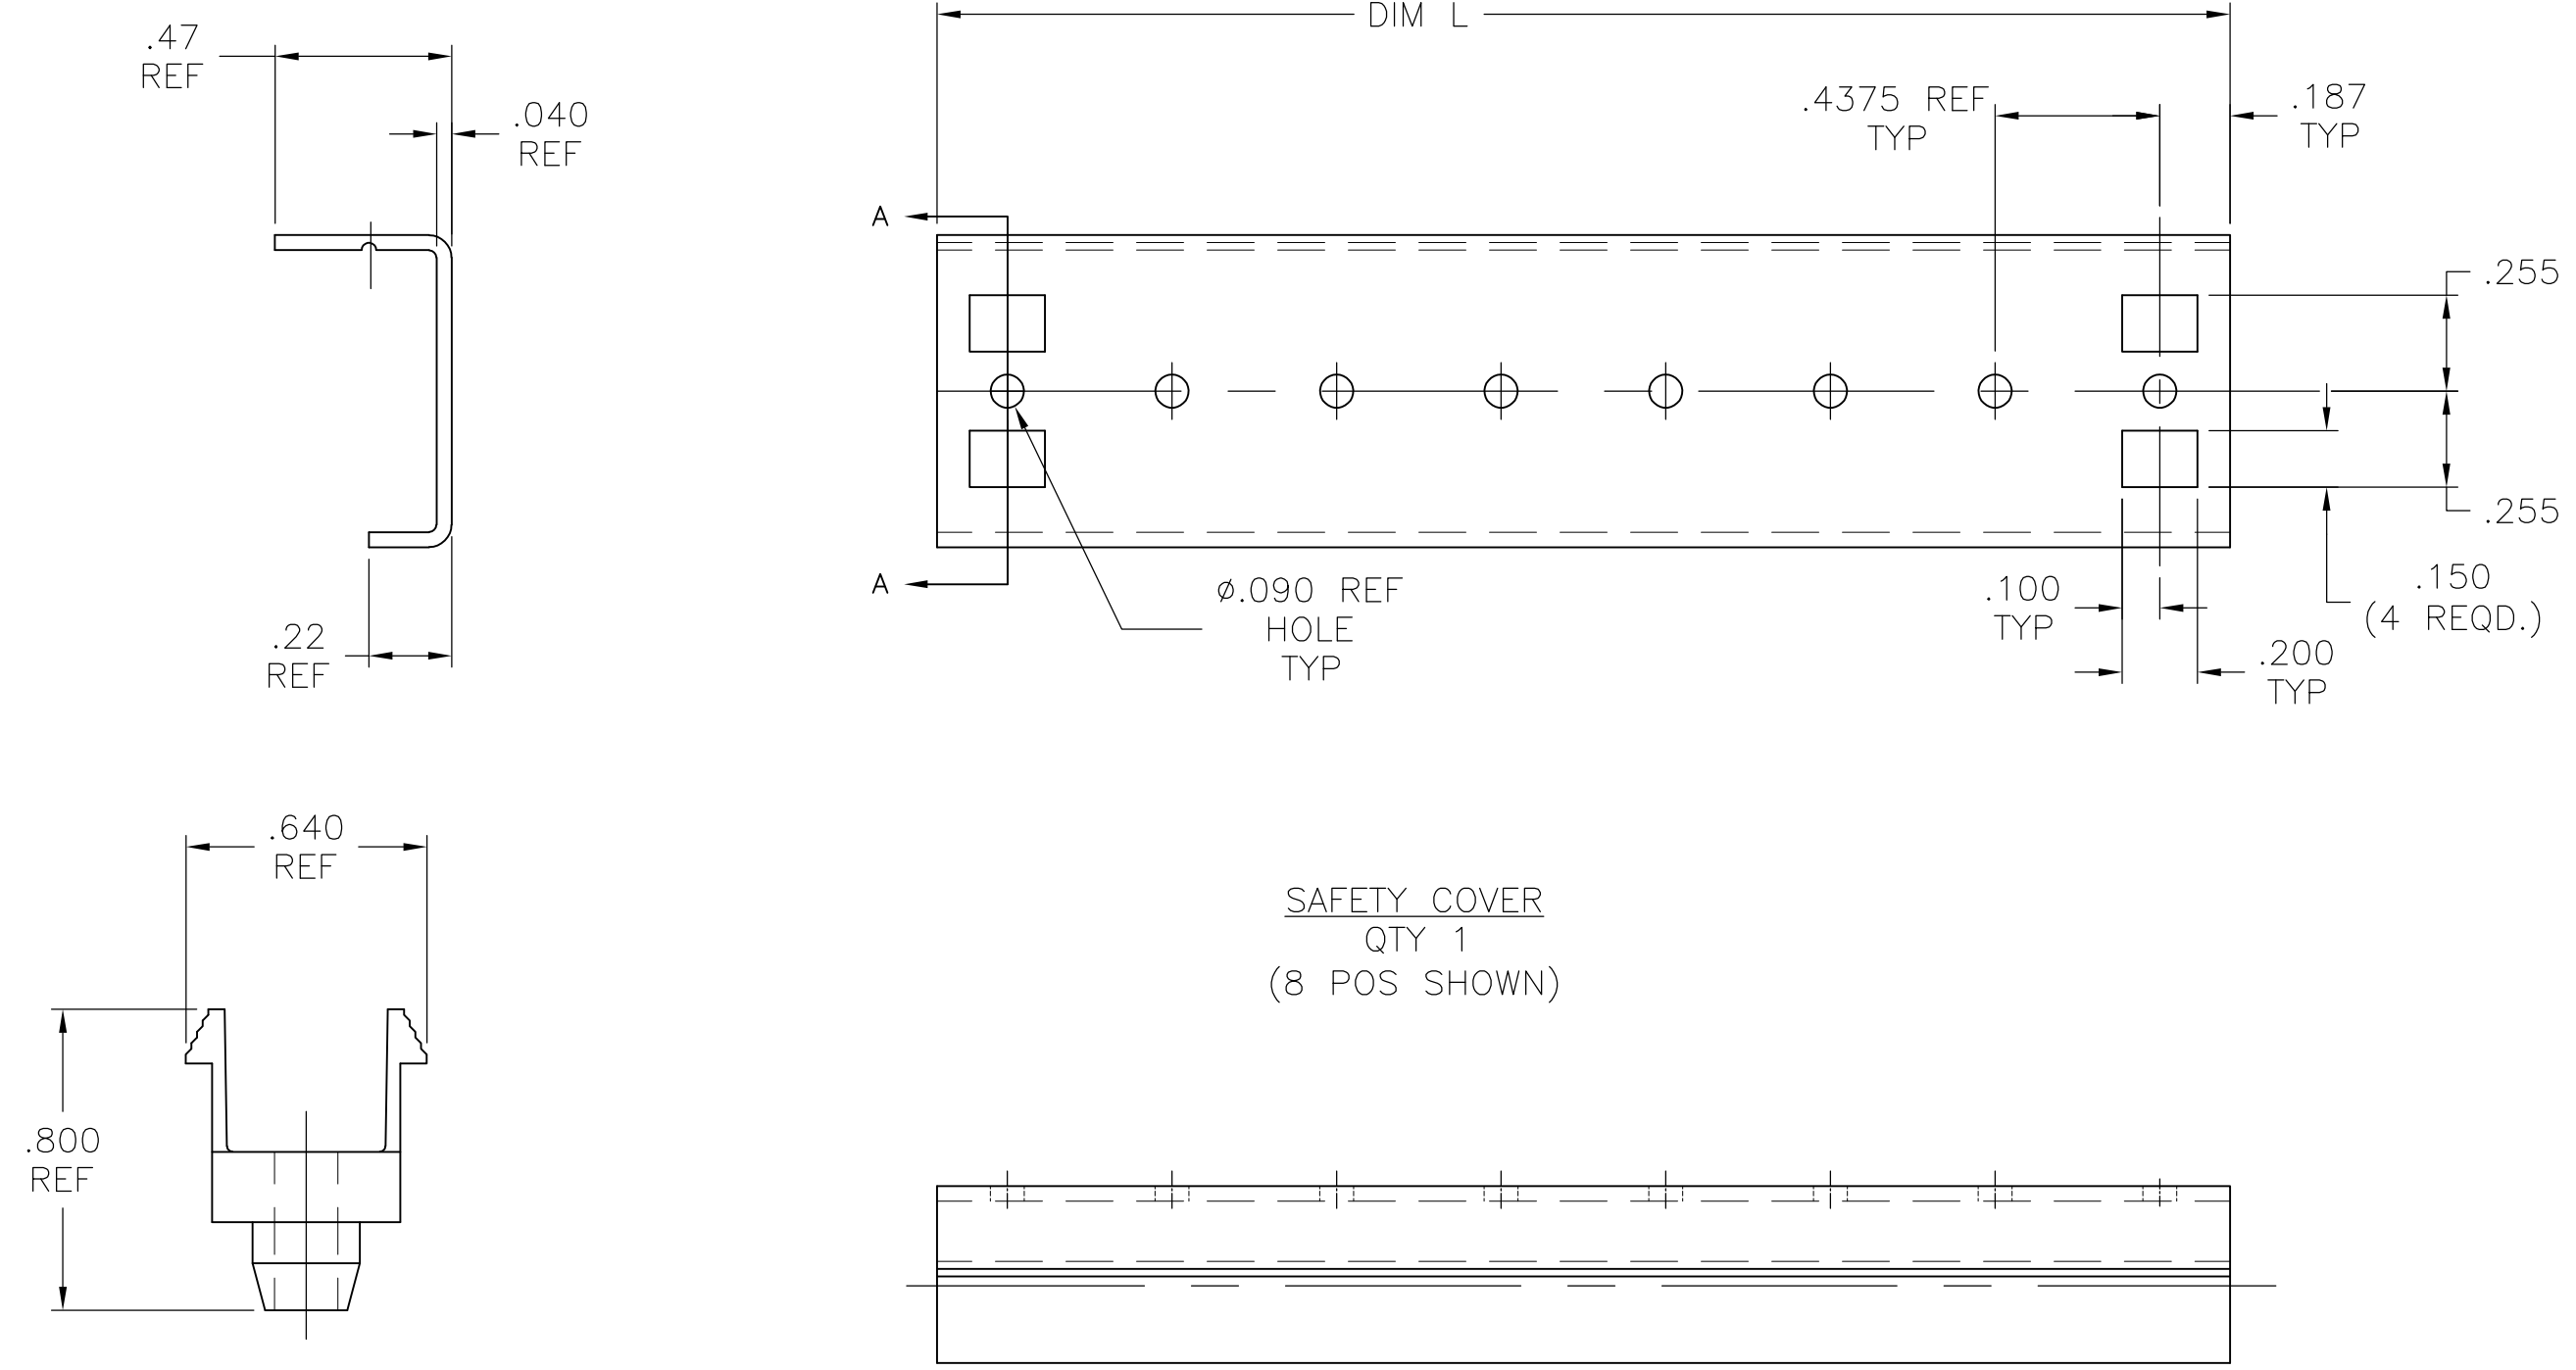 DIM L
.47
REF
.040
REF
.4375 REF
TYP
.187
TYP
A
.255
.255
A
ø.090 REF
HOLE
TYP
.100
TYP
.150
(4 REQD.)
.200
TYP
.22
REF
.640
REF
SAFETY COVER
QTY 1
(8 POS SHOWN)
.800
REF